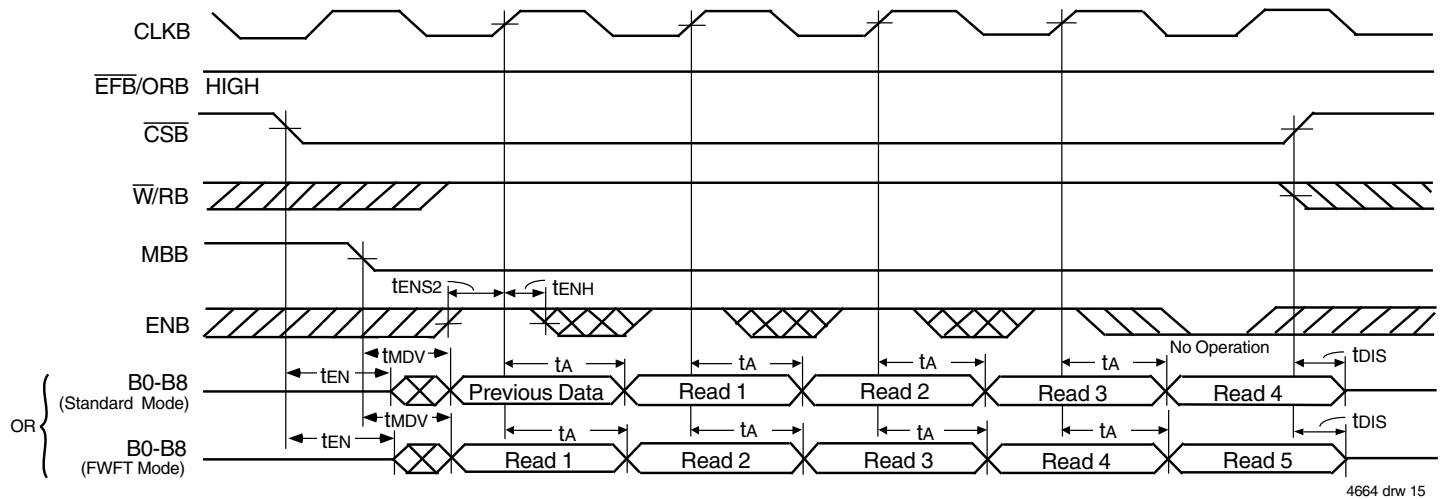 CLKB
EFB/ORB HIGH
CSB
W/RB
MBB
tENS2 tENH
ENB
No Operation
tMDV tA tA tA tA tDIS
tEN
B0-B8 Previous Data Read 1 Read 2 Read 3 Read 4
(Standard Mode)
OR
tMDV
tEN tA tA tA tA tDIS
B0-B8 Read 1 Read 2 Read 3 Read 4 Read 5
(FWFT Mode)
4664 drw 15